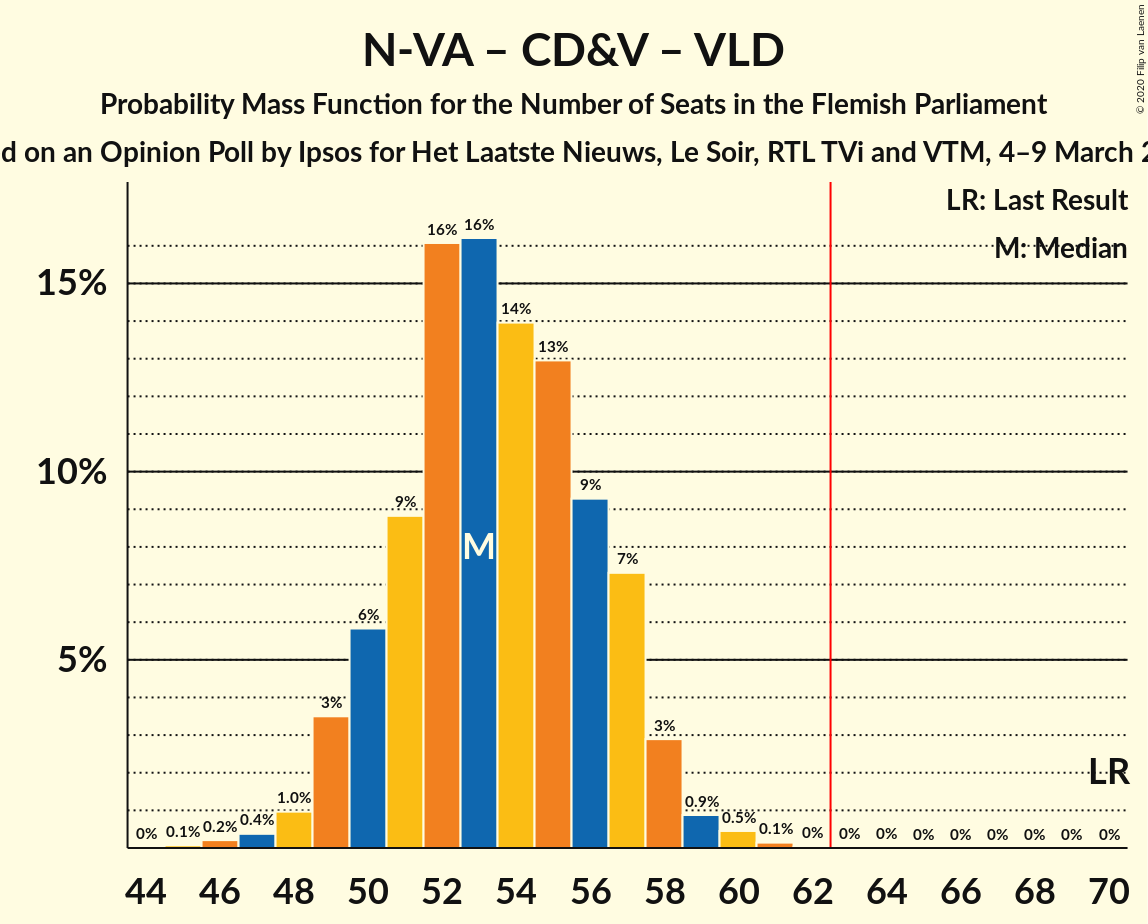 N-VA – CD&V – VLD
Probability Mass Function for the Number of Seats in the Flemish Parliament
d on an Opinion Poll by Ipsos for Het Laatste Nieuws, Le Soir, RTL TVi and VTM, 4–9 March 2
© 2020 Filip van Laenen
LR: Last Result
M: Median
15%
10%
5%
0% 0.1% 0.2% 0.4% 1.0% 3% 6% 9% 16% 16% 14% 13% 9% 7% 3% 0.9% 0.5% 0.1% 0% 0% 0% 0% 0% 0% 0% 0% 0%
M
LR
44 46 48 50 52 54 56 58 60 62 64 66 68 70